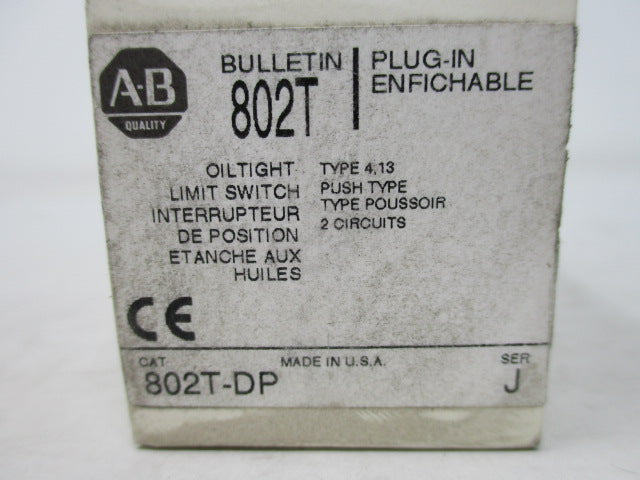 A-B
QUALITY
BULLETIN
802T
PLUG-IN
ENFICHABLE
OILTIGHT
LIMIT SWITCH
INTERRUPTEUR
DE POSITION
ETANCHE AUX
HUILES
TYPE 4,13
PUSH TYPE
TYPE POUSSOIR
2 CIRCUITS
CE
CAT MADE IN U.S.A. SER
802T-DP J